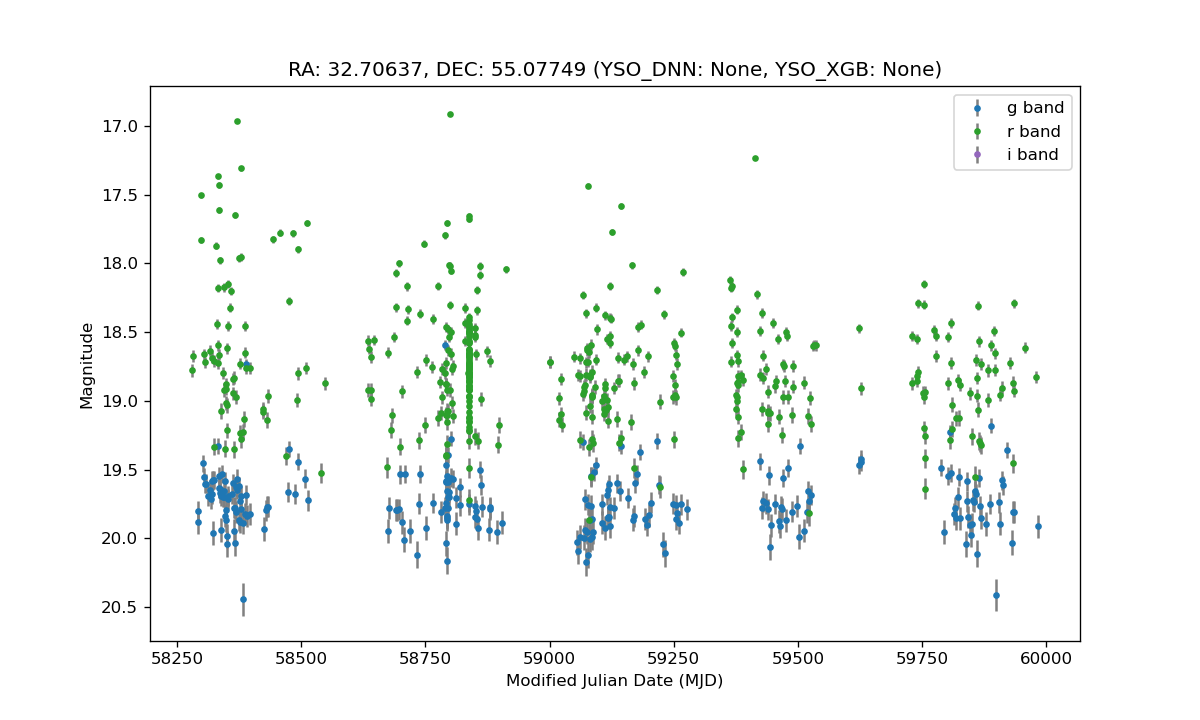 RA: 32.70637, DEC: 55.07749 (YSO_DNN: None, YSO_XGB: None)
g band
r band
i band
17.0
17.5
18.0
18.5
19.0
19.5
20.0
20.5
Magnitude
58250
58500
58750
59000
59250
59500
59750
60000
Modified Julian Date (MJD)